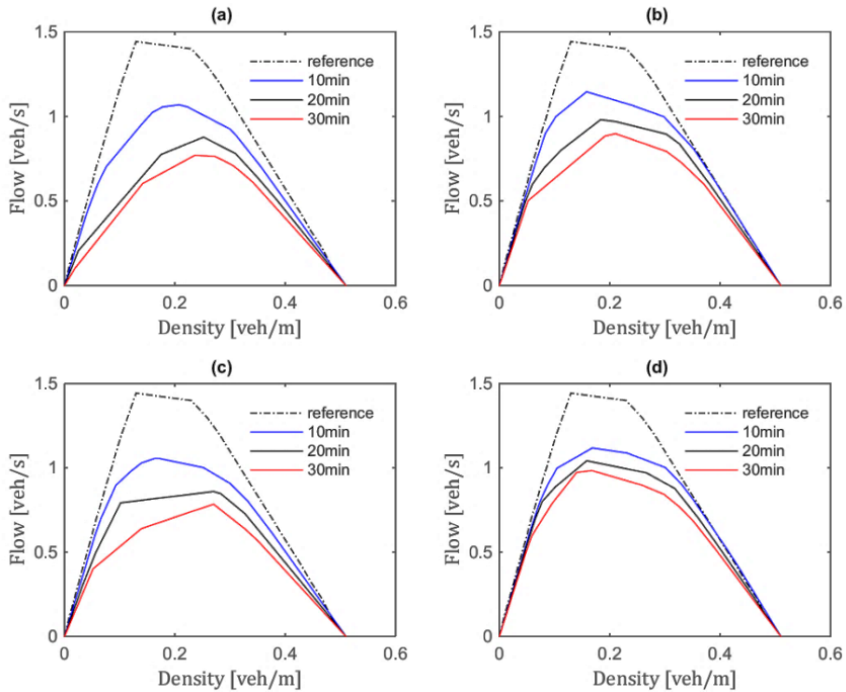 (a)
1.5
1
0.5
0
Flow [veh/s]
reference
10min
20min
30min
0
0.2
0.4
0.6
Density [veh/m]
(b)
1.5
1
0.5
0
Flow [veh/s]
reference
10min
20min
30min
0
0.2
0.4
0.6
Density [veh/m]
(c)
1.5
1
0.5
0
Flow [veh/s]
reference
10min
20min
30min
0
0.2
0.4
0.6
Density [veh/m]
(d)
1.5
1
0.5
0
Flow [veh/s]
reference
10min
20min
30min
0
0.2
0.4
0.6
Density [veh/m]